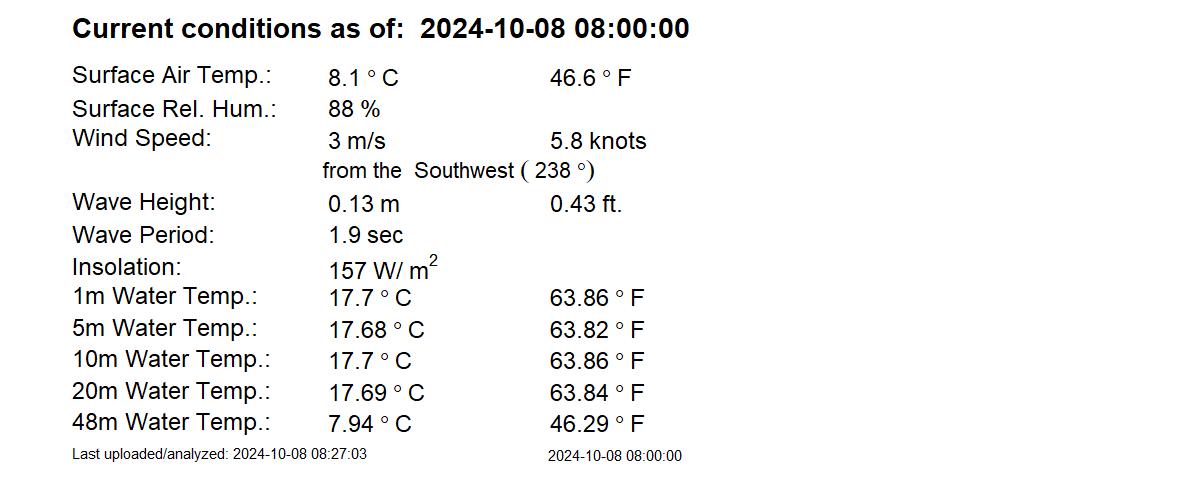 Current conditions as of: 2024-10-08 08:00:00
Surface Air Temp.: 8.1 ° C 46.6 ° F
Surface Rel. Hum.: 88 %
Wind Speed: 3 m/s 5.8 knots
from the Southwest ( 238 °)
Wave Height: 0.13 m 0.43 ft.
Wave Period: 1.9 sec
Insolation: 157 W/ m²
1m Water Temp.: 17.7 ° C 63.86 ° F
5m Water Temp.: 17.68 ° C 63.82 ° F
10m Water Temp.: 17.7 ° C 63.86 ° F
20m Water Temp.: 17.69 ° C 63.84 ° F
48m Water Temp.: 7.94 ° C 46.29 ° F
Last uploaded/analyzed: 2024-10-08 08:27:03 2024-10-08 08:00:00